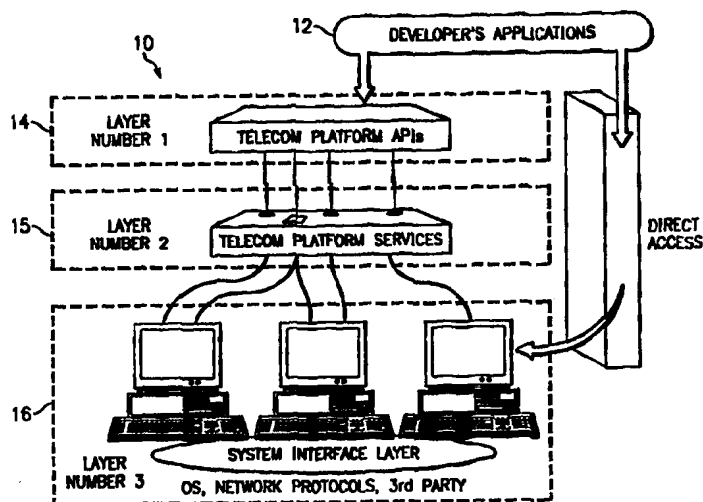 12
DEVELOPER'S APPLICATIONS
10
14
LAYER
NUMBER 1
TELECOM PLATFORM APIs
15
LAYER
NUMBER 2
TELECOM PLATFORM SERVICES
DIRECT
ACCESS
16
SYSTEM INTERFACE LAYER
LAYER
NUMBER 3
OS, NETWORK PROTOCOLS, 3rd PARTY